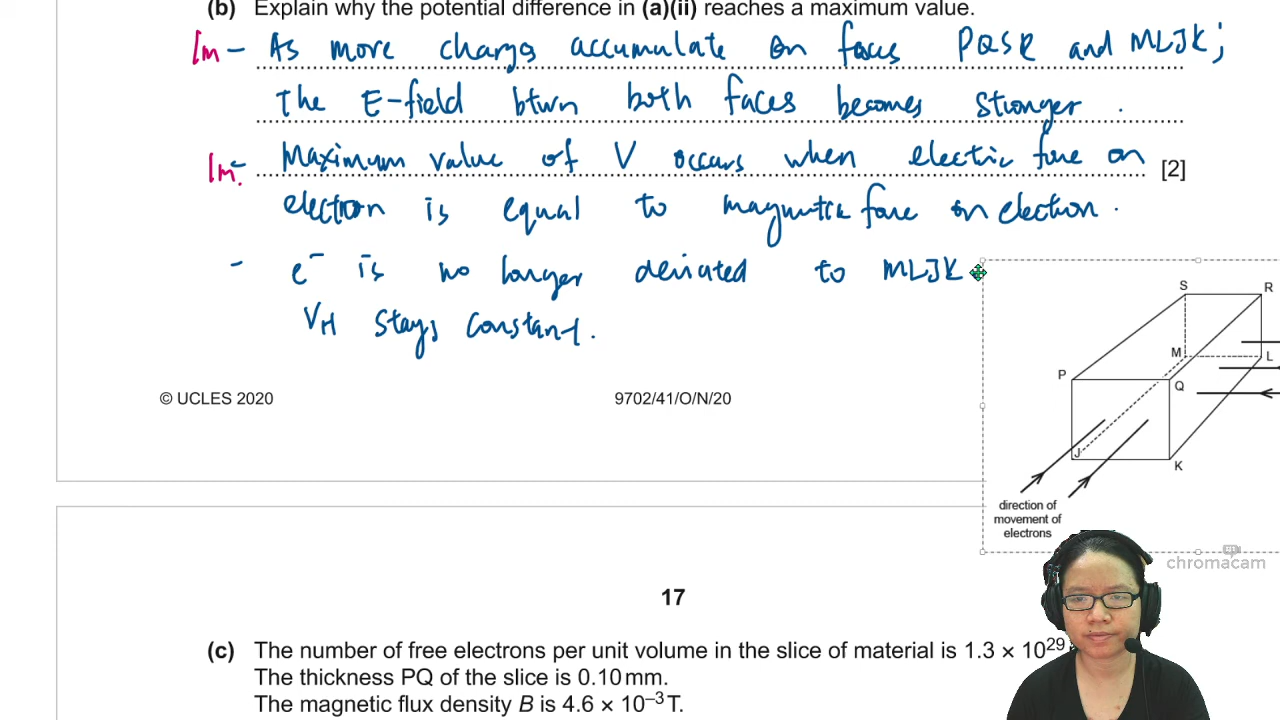 (b) Explain why the potential difference in (a)(ii) reaches a maximum value.
1m – As more charges accumulate on faces PQSR and MLJK;
The E-field btwn both faces becomes stronger.
1m. – Maximum value of V occurs when electric force on [2]
electron is equal to magnetic force on electron.
– e⁻ is no longer deviated to MLJK
VH stays constant.
© UCLES 2020 9702/41/O/N/20
S R
M L
P Q
J K
direction of
movement of
electrons
chromacam
17
(c) The number of free electrons per unit volume in the slice of material is 1.3 × 10²⁹
The thickness PQ of the slice is 0.10 mm.
The magnetic flux density B is 4.6 × 10⁻³ T.